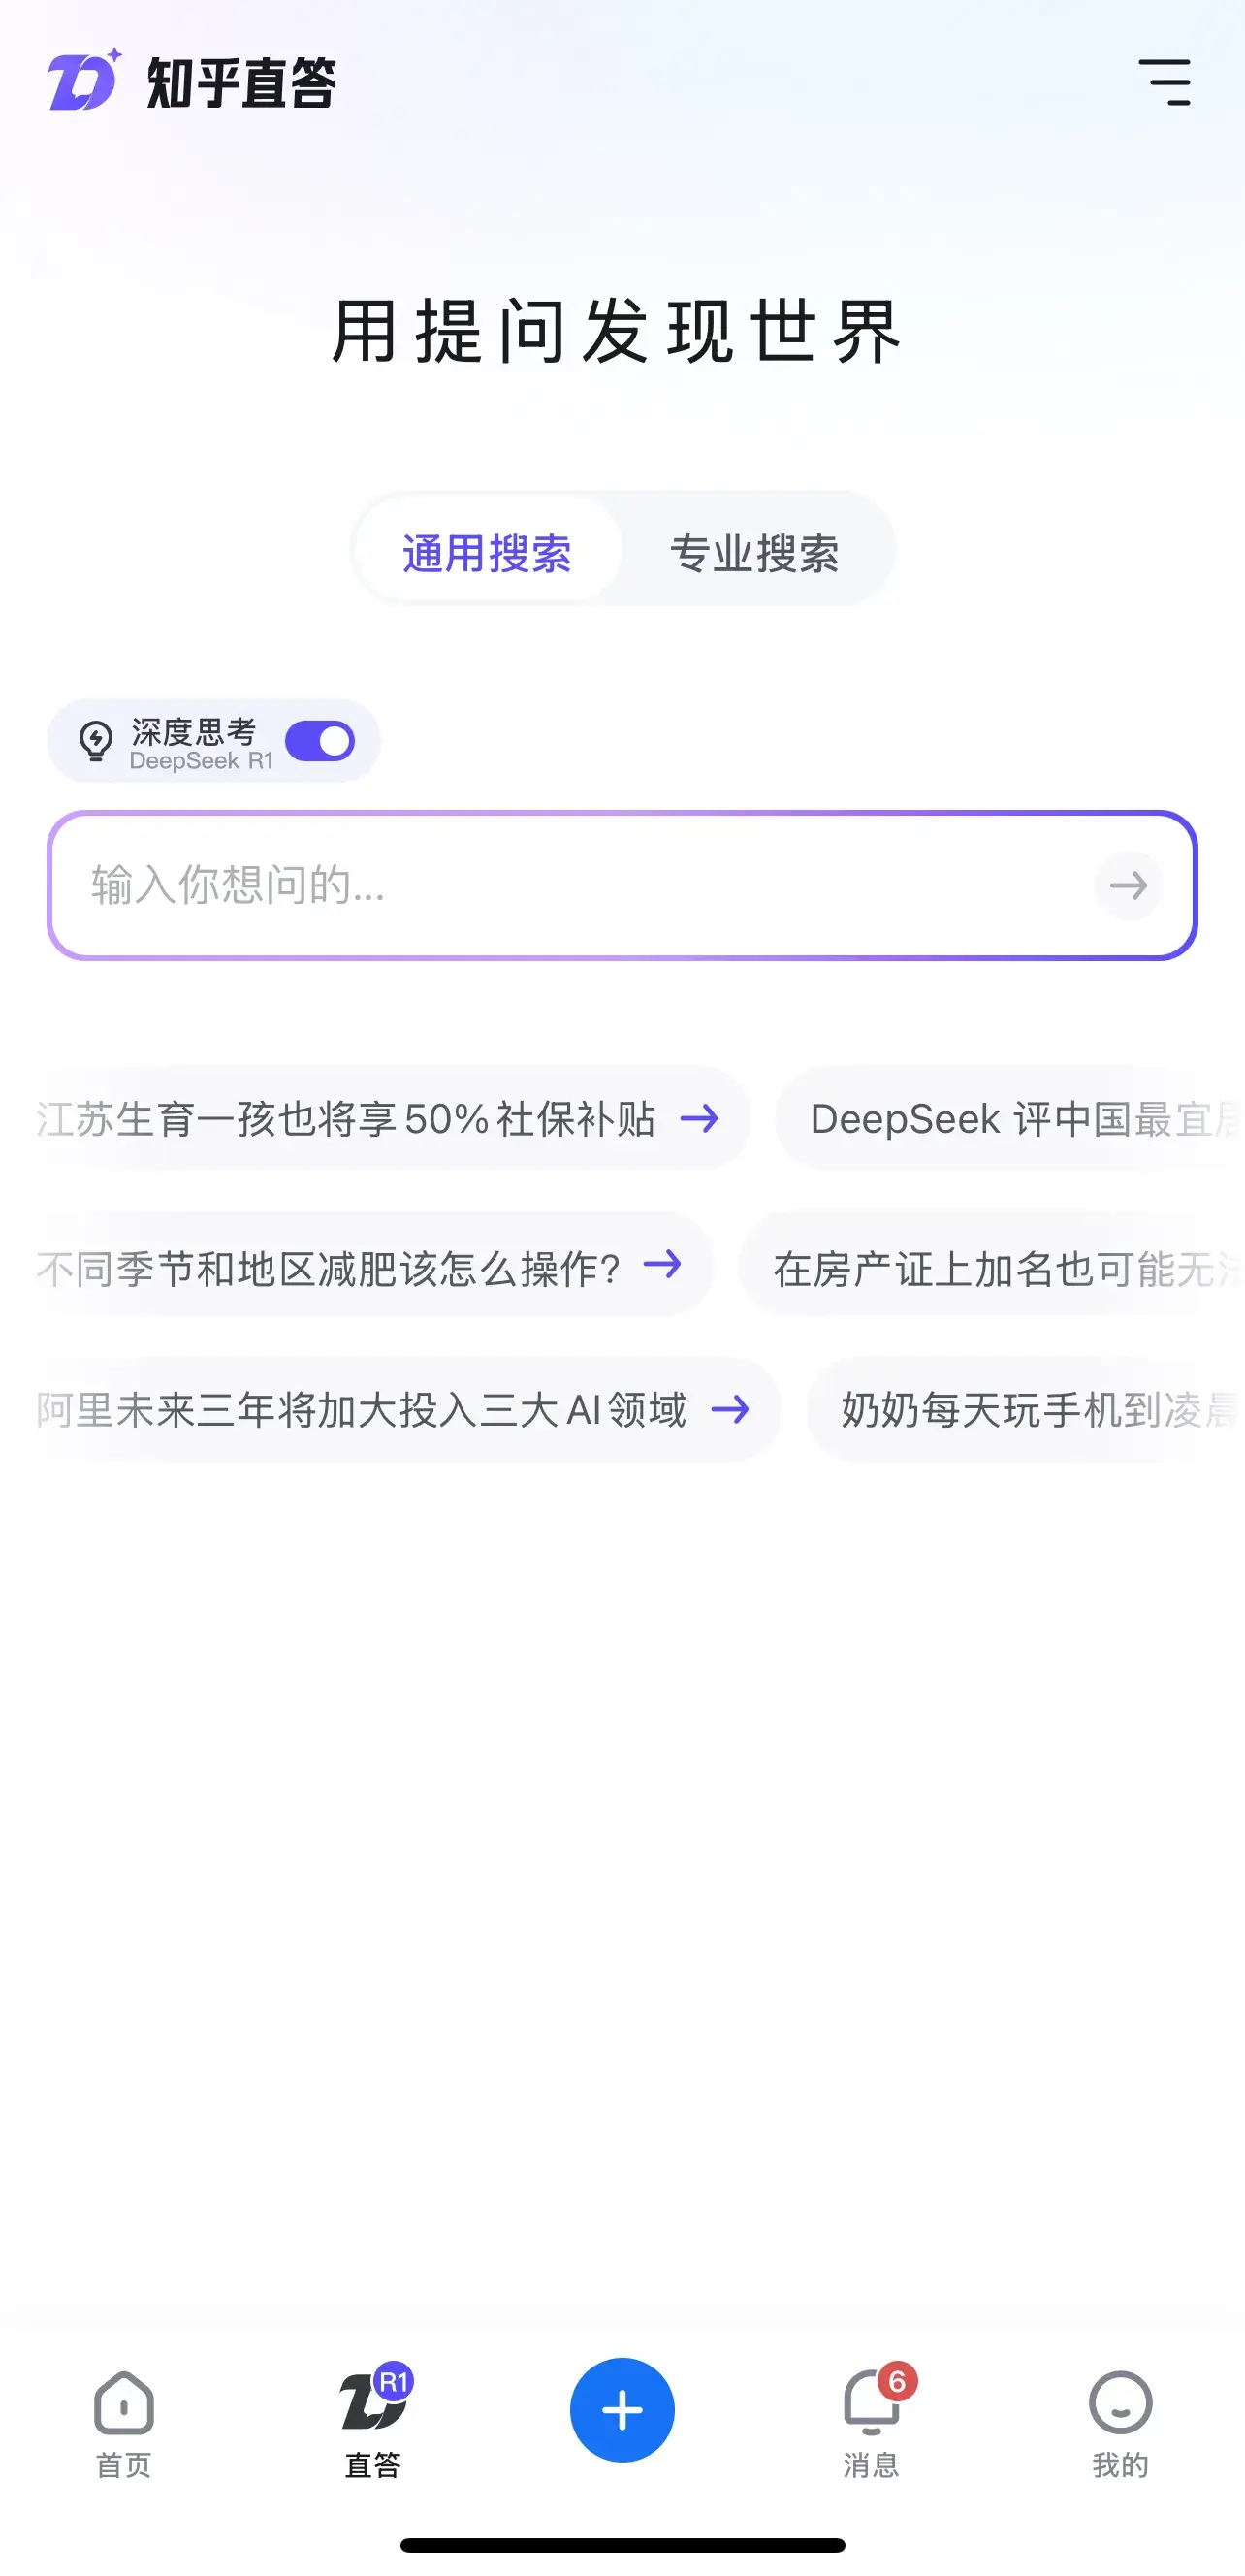 知乎直答
用提问发现世界
通用搜索 专业搜索
深度思考
DeepSeek R1
输入你想问的...
江苏生育一孩也将享50%社保补贴 DeepSeek 评中国最宜居
不同季节和地区减肥该怎么操作? 在房产证上加名也可能无法
阿里未来三年将加大投入三大AI领域 奶奶每天玩手机到凌晨
R1 6
首页 直答 消息 我的